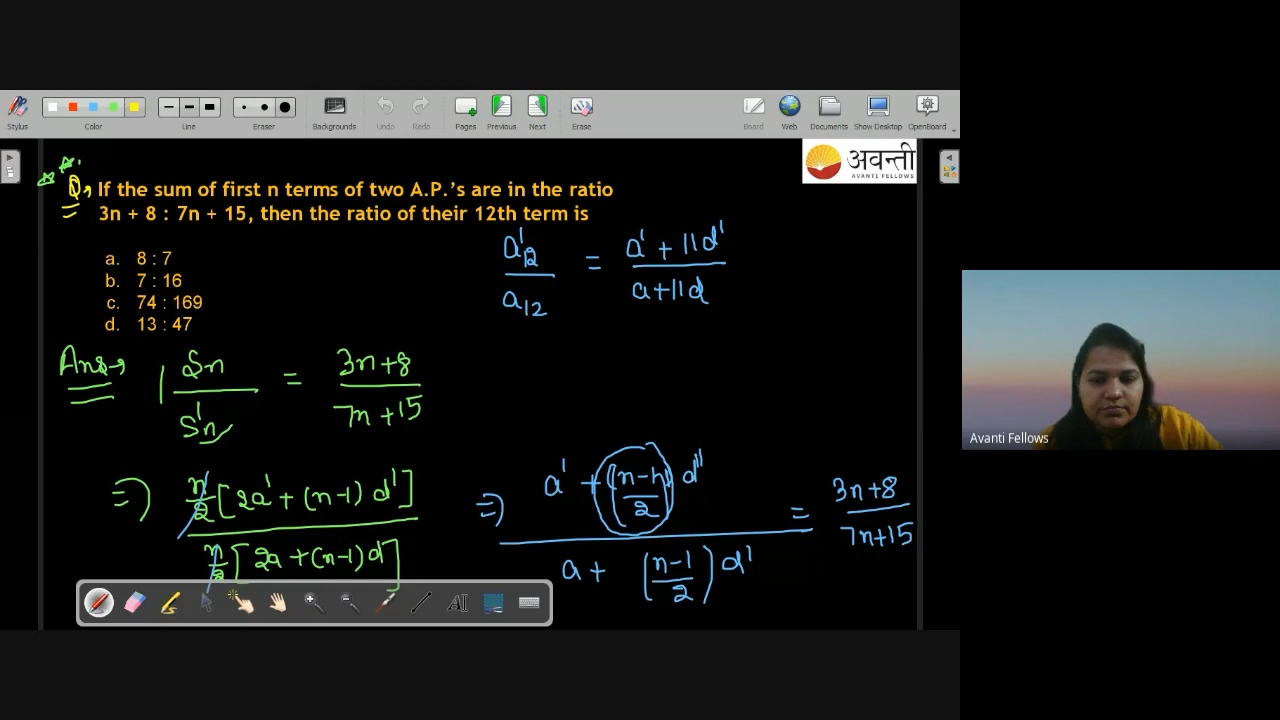 Stylus
Color
Line
Eraser
Backgrounds
Undo
Redo
Pages
Previous
Next
Erase
Board
Web
Documents
Show Desktop
OpenBoard
अवन्ती
AVANTI FELLOWS
Q, If the sum of first n terms of two A.P.'s are in the ratio
3n + 8 : 7n + 15, then the ratio of their 12th term is
a. 8 : 7
b. 7 : 16
c. 74 : 169
d. 13 : 47
a'12 / a12 = a' + 11d' / a+11d
Ans→ Sn / S'n = 3n+8 / 7n+15
⇒) n/2 [2a' + (n-1) d'] / n/2 [2a + (n-1)d]
⇒) a' + (n-1/2) d' / a + (n-1/2) d' = 3n+8 / 7n+15
Avanti Fellows